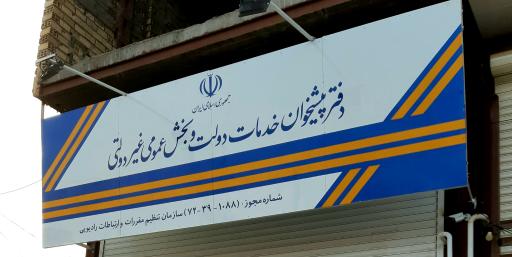 جمهوری اسلامی ایران
دفتر پیشخوان خدمات دولت و بخش عمومی غیر دولتی
شماره مجوز: (۱۰۸۸-۳۹-۷۲) سازمان تنظیم مقررات و ارتباطات رادیویی